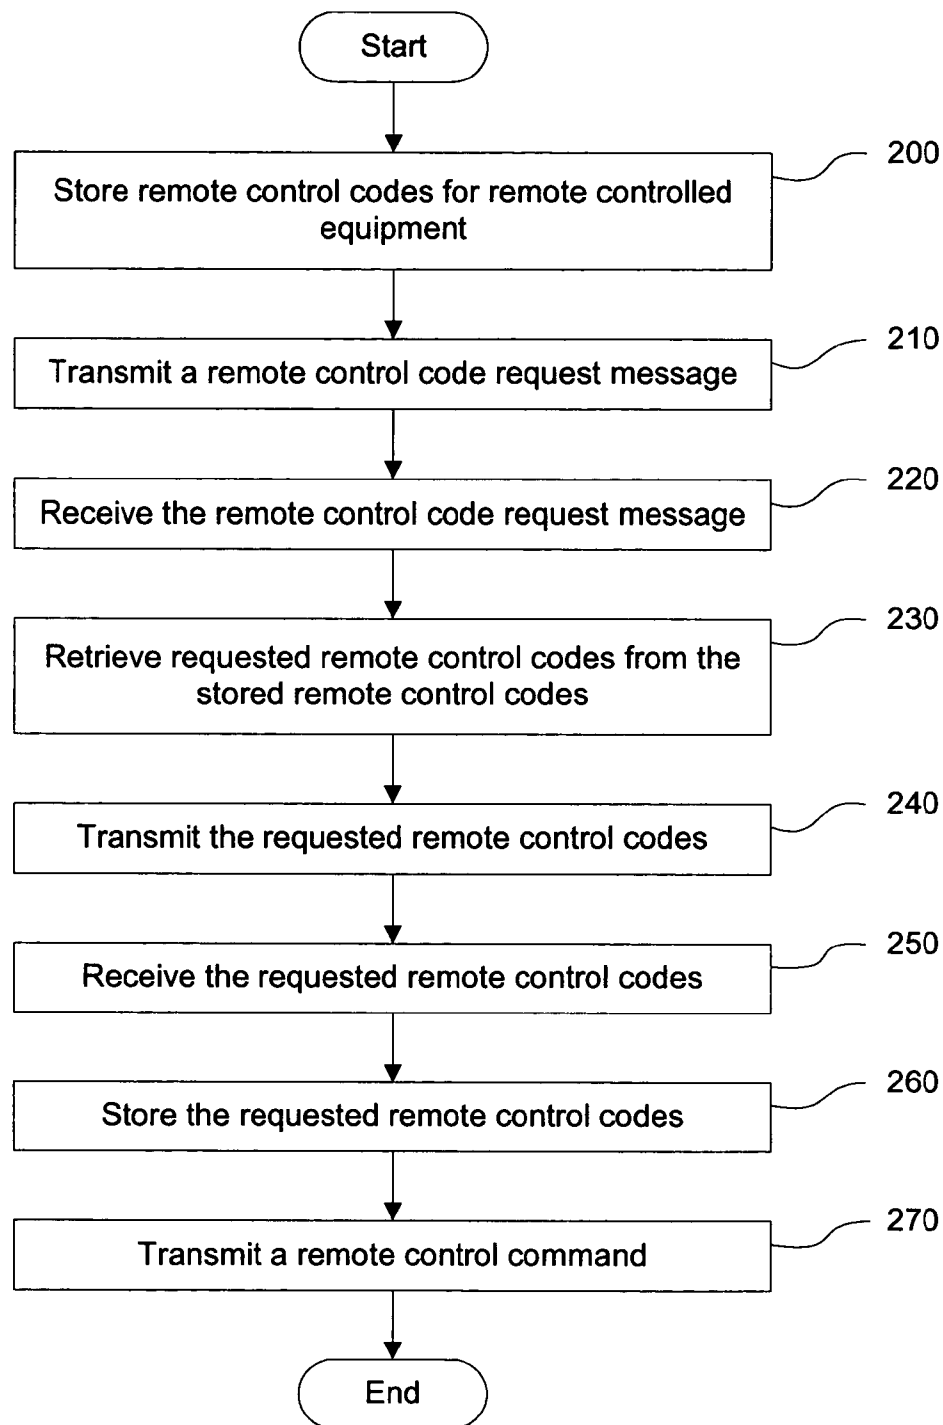 Start
200
Store remote control codes for remote controlled
equipment
210
Transmit a remote control code request message
220
Receive the remote control code request message
230
Retrieve requested remote control codes from the
stored remote control codes
240
Transmit the requested remote control codes
250
Receive the requested remote control codes
260
Store the requested remote control codes
270
Transmit a remote control command
End